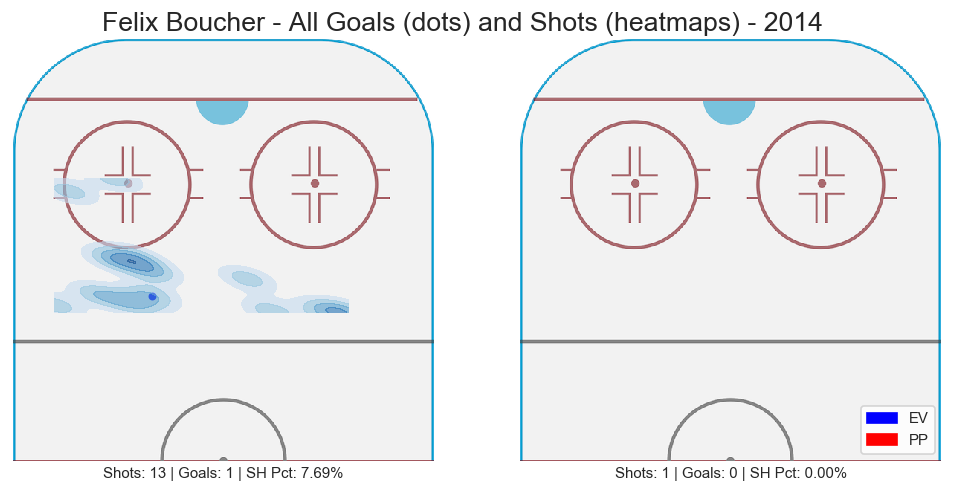 Felix Boucher - All Goals (dots) and Shots (heatmaps) - 2014
EV
PP
Shots: 13 | Goals: 1 | SH Pct: 7.69%
Shots: 1 | Goals: 0 | SH Pct: 0.00%